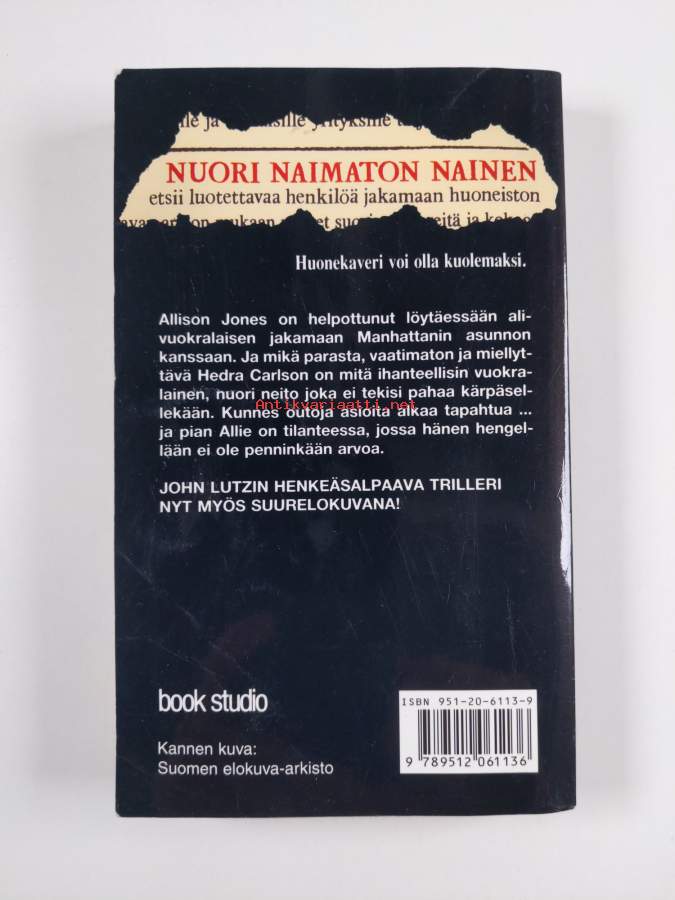 NUORI NAIMATON NAINEN
etsii luotettavaa henkilöä jakamaan huoneiston
Huonekaveri voi olla kuolemaksi.
Allison Jones on helpottunut löytäessään ali-
vuokralaisen jakamaan Manhattanin asunnon
kanssaan. Ja mikä parasta, vaatimaton ja miellyt-
tävä Hedra Carlson on mitä ihanteellisin vuokra-
lainen, nuori neito joka ei tekisi pahaa kärpäsel-
lekään. Kunnes outoja asioita alkaa tapahtua ...
ja pian Allie on tilanteessa, jossa hänen hengel-
lään ei ole penninkään arvoa.
Antikvariaatti.net
JOHN LUTZIN HENKEÄSALPAAVA TRILLERI
NYT MYÖS SUURELOKUVANA!
book studio
Kannen kuva:
Suomen elokuva-arkisto
ISBN 951-20-6113-9
9 789512 061136